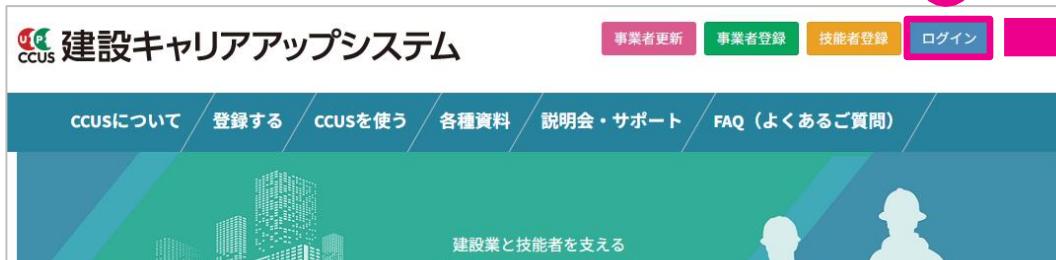 UPC
CCUS 建設キャリアアップシステム
事業者更新 事業者登録 技能者登録 ログイン
CCUSについて 登録する CCUSを使う 各種資料 説明会・サポート FAQ（よくあるご質問）
建設業と技能者を支える